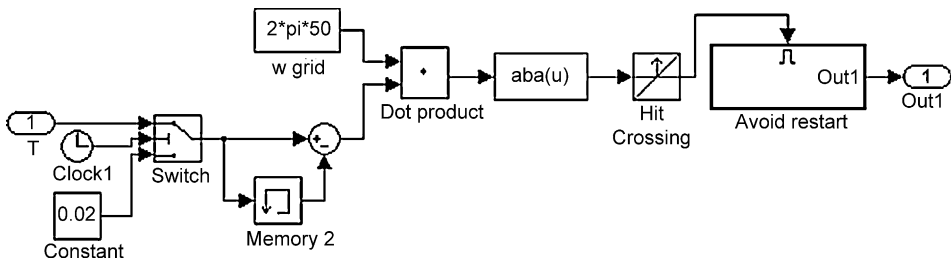 2*pi*50
w grid
Dot product
aba(u)
Hit
Crossing
Out1
Avoid restart
1
Out1
1
T
Clock1
Switch
+
-
0.02
Constant
Memory 2